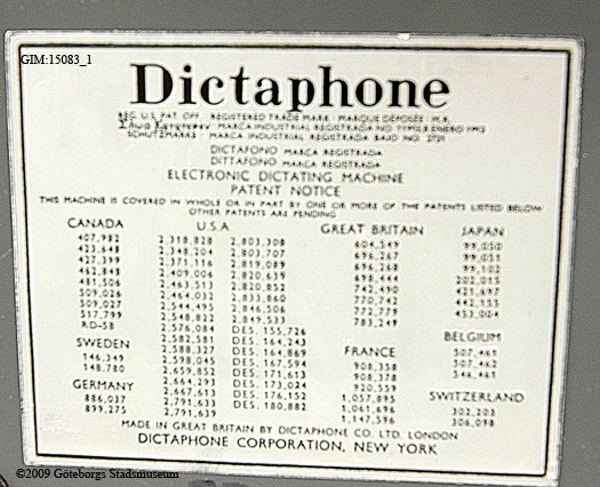 GIM:15083_1
Dictaphone
REG. U.S. PAT. OFF. REGISTERED TRADE MARK. MARQUE DÉPOSÉE. M.R.
MARCA INDUSTRIAL REGISTRADA
SCHUTZMARKE. MARCA INDUSTRIAL REGISTRADA BAJO NO.
DICTAFONO MARCA REGISTRADA
DITTAFONO MARCA REGISTRADA
ELECTRONIC DICTATING MACHINE
PATENT NOTICE
THIS MACHINE IS COVERED IN WHOLE OR IN PART BY ONE OR MORE OF THE PATENTS LISTED BELOW
OTHER PATENTS ARE PENDING
CANADA
407,982
423,648
427,399
462,848
481,506
509,026
509,027
517,799
RD-58
SWEDEN
146,349
148,780
GERMANY
886,037
899,275
U.S.A.
2,318,828 2,803,308
2,348,204 2,803,707
2,371,116 2,819,089
2,409,006 2,820,639
2,463,513 2,820,852
2,464,032 2,833,860
2,544,495 2,846,506
2,548,822 2,849,533
2,576,084 DES. 155,726
2,582,581 DES. 164,243
2,588,327 DES. 164,869
2,598,045 DES. 167,594
2,659,852 DES. 171,613
2,664,293 DES. 173,024
2,667,613 DES. 176,152
2,791,633 DES. 180,882
2,791,639
GREAT BRITAIN
604,549
696,267
696,268
698,444
742,490
770,742
772,779
783,249
FRANCE
908,358
908,378
920,559
1,057,895
1,061,696
1,147,596
JAPAN
99,050
99,051
99,102
202,015
421,697
442,155
453,004
BELGIUM
507,461
507,462
546,461
SWITZERLAND
302,203
306,098
MADE IN GREAT BRITAIN BY DICTAPHONE CO. LTD. LONDON
DICTAPHONE CORPORATION, NEW YORK
©2009 Göteborgs Stadsmuseum